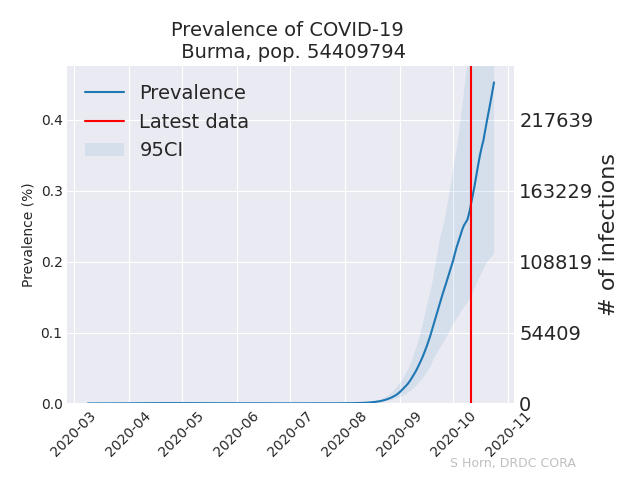 Prevalence of COVID-19
Burma, pop. 54409794
Prevalence
Latest data
95CI
Prevalence (%)
0.4
0.3
0.2
0.1
0.0
217639
163229
108819
54409
0
# of infections
2020-03
2020-04
2020-05
2020-06
2020-07
2020-08
2020-09
2020-10
2020-11
S Horn, DRDC CORA